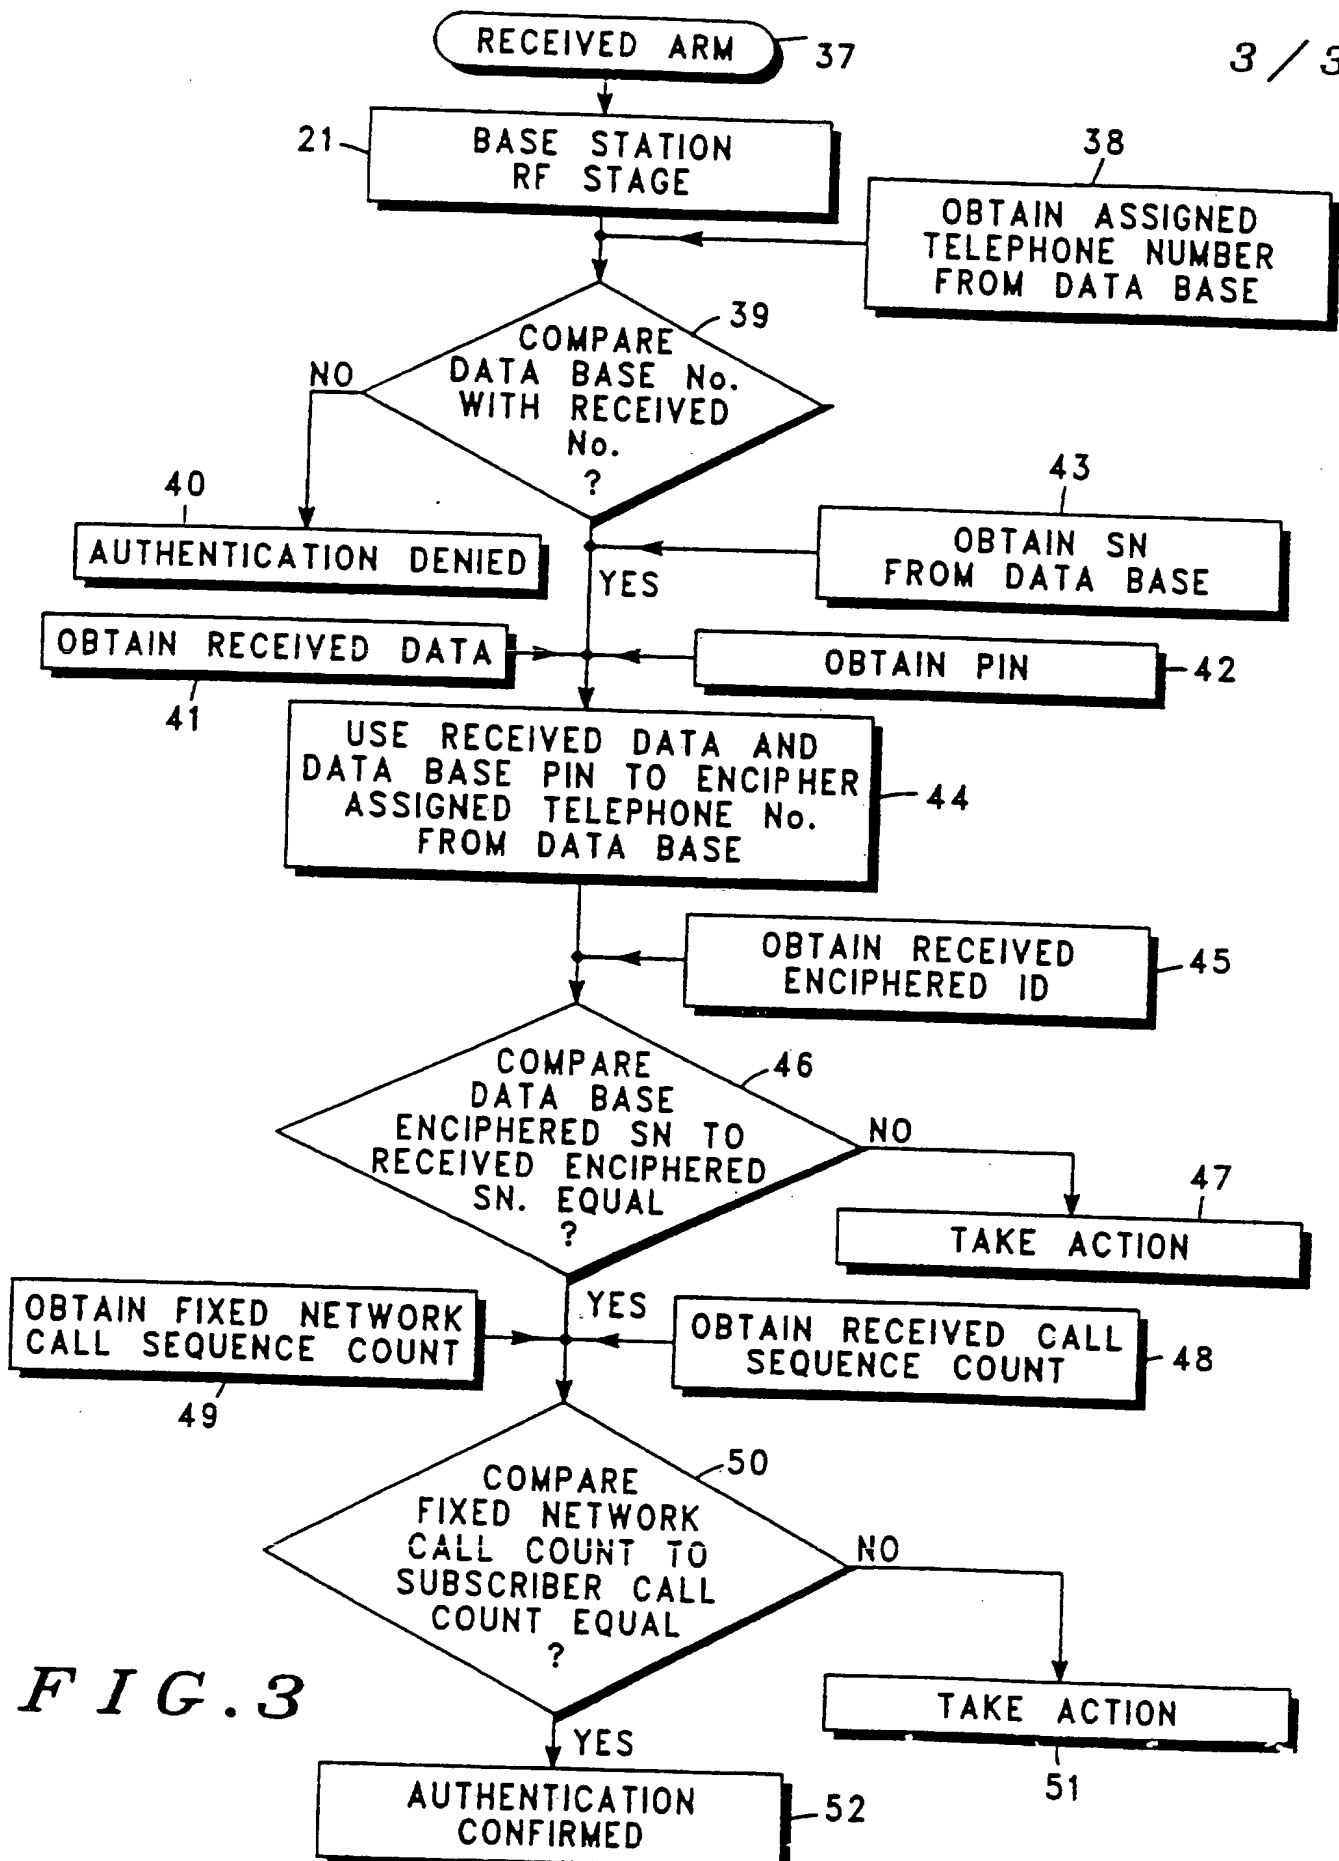 RECEIVED ARM
37
3/3
21
BASE STATION
RF STAGE
38
OBTAIN ASSIGNED
TELEPHONE NUMBER
FROM DATA BASE
39
COMPARE
DATA BASE No.
WITH RECEIVED
No.
?
NO
40
AUTHENTICATION DENIED
43
OBTAIN SN
FROM DATA BASE
YES
OBTAIN RECEIVED DATA
41
OBTAIN PIN
42
USE RECEIVED DATA AND
DATA BASE PIN TO ENCIPHER
ASSIGNED TELEPHONE No.
FROM DATA BASE
44
OBTAIN RECEIVED
ENCIPHERED ID
45
COMPARE
DATA BASE
ENCIPHERED SN TO
RECEIVED ENCIPHERED
SN. EQUAL
?
46
NO
47
TAKE ACTION
YES
OBTAIN FIXED NETWORK
CALL SEQUENCE COUNT
49
OBTAIN RECEIVED CALL
SEQUENCE COUNT
48
COMPARE
FIXED NETWORK
CALL COUNT TO
SUBSCRIBER CALL
COUNT EQUAL
?
50
NO
TAKE ACTION
51
YES
AUTHENTICATION
CONFIRMED
52
FIG.3